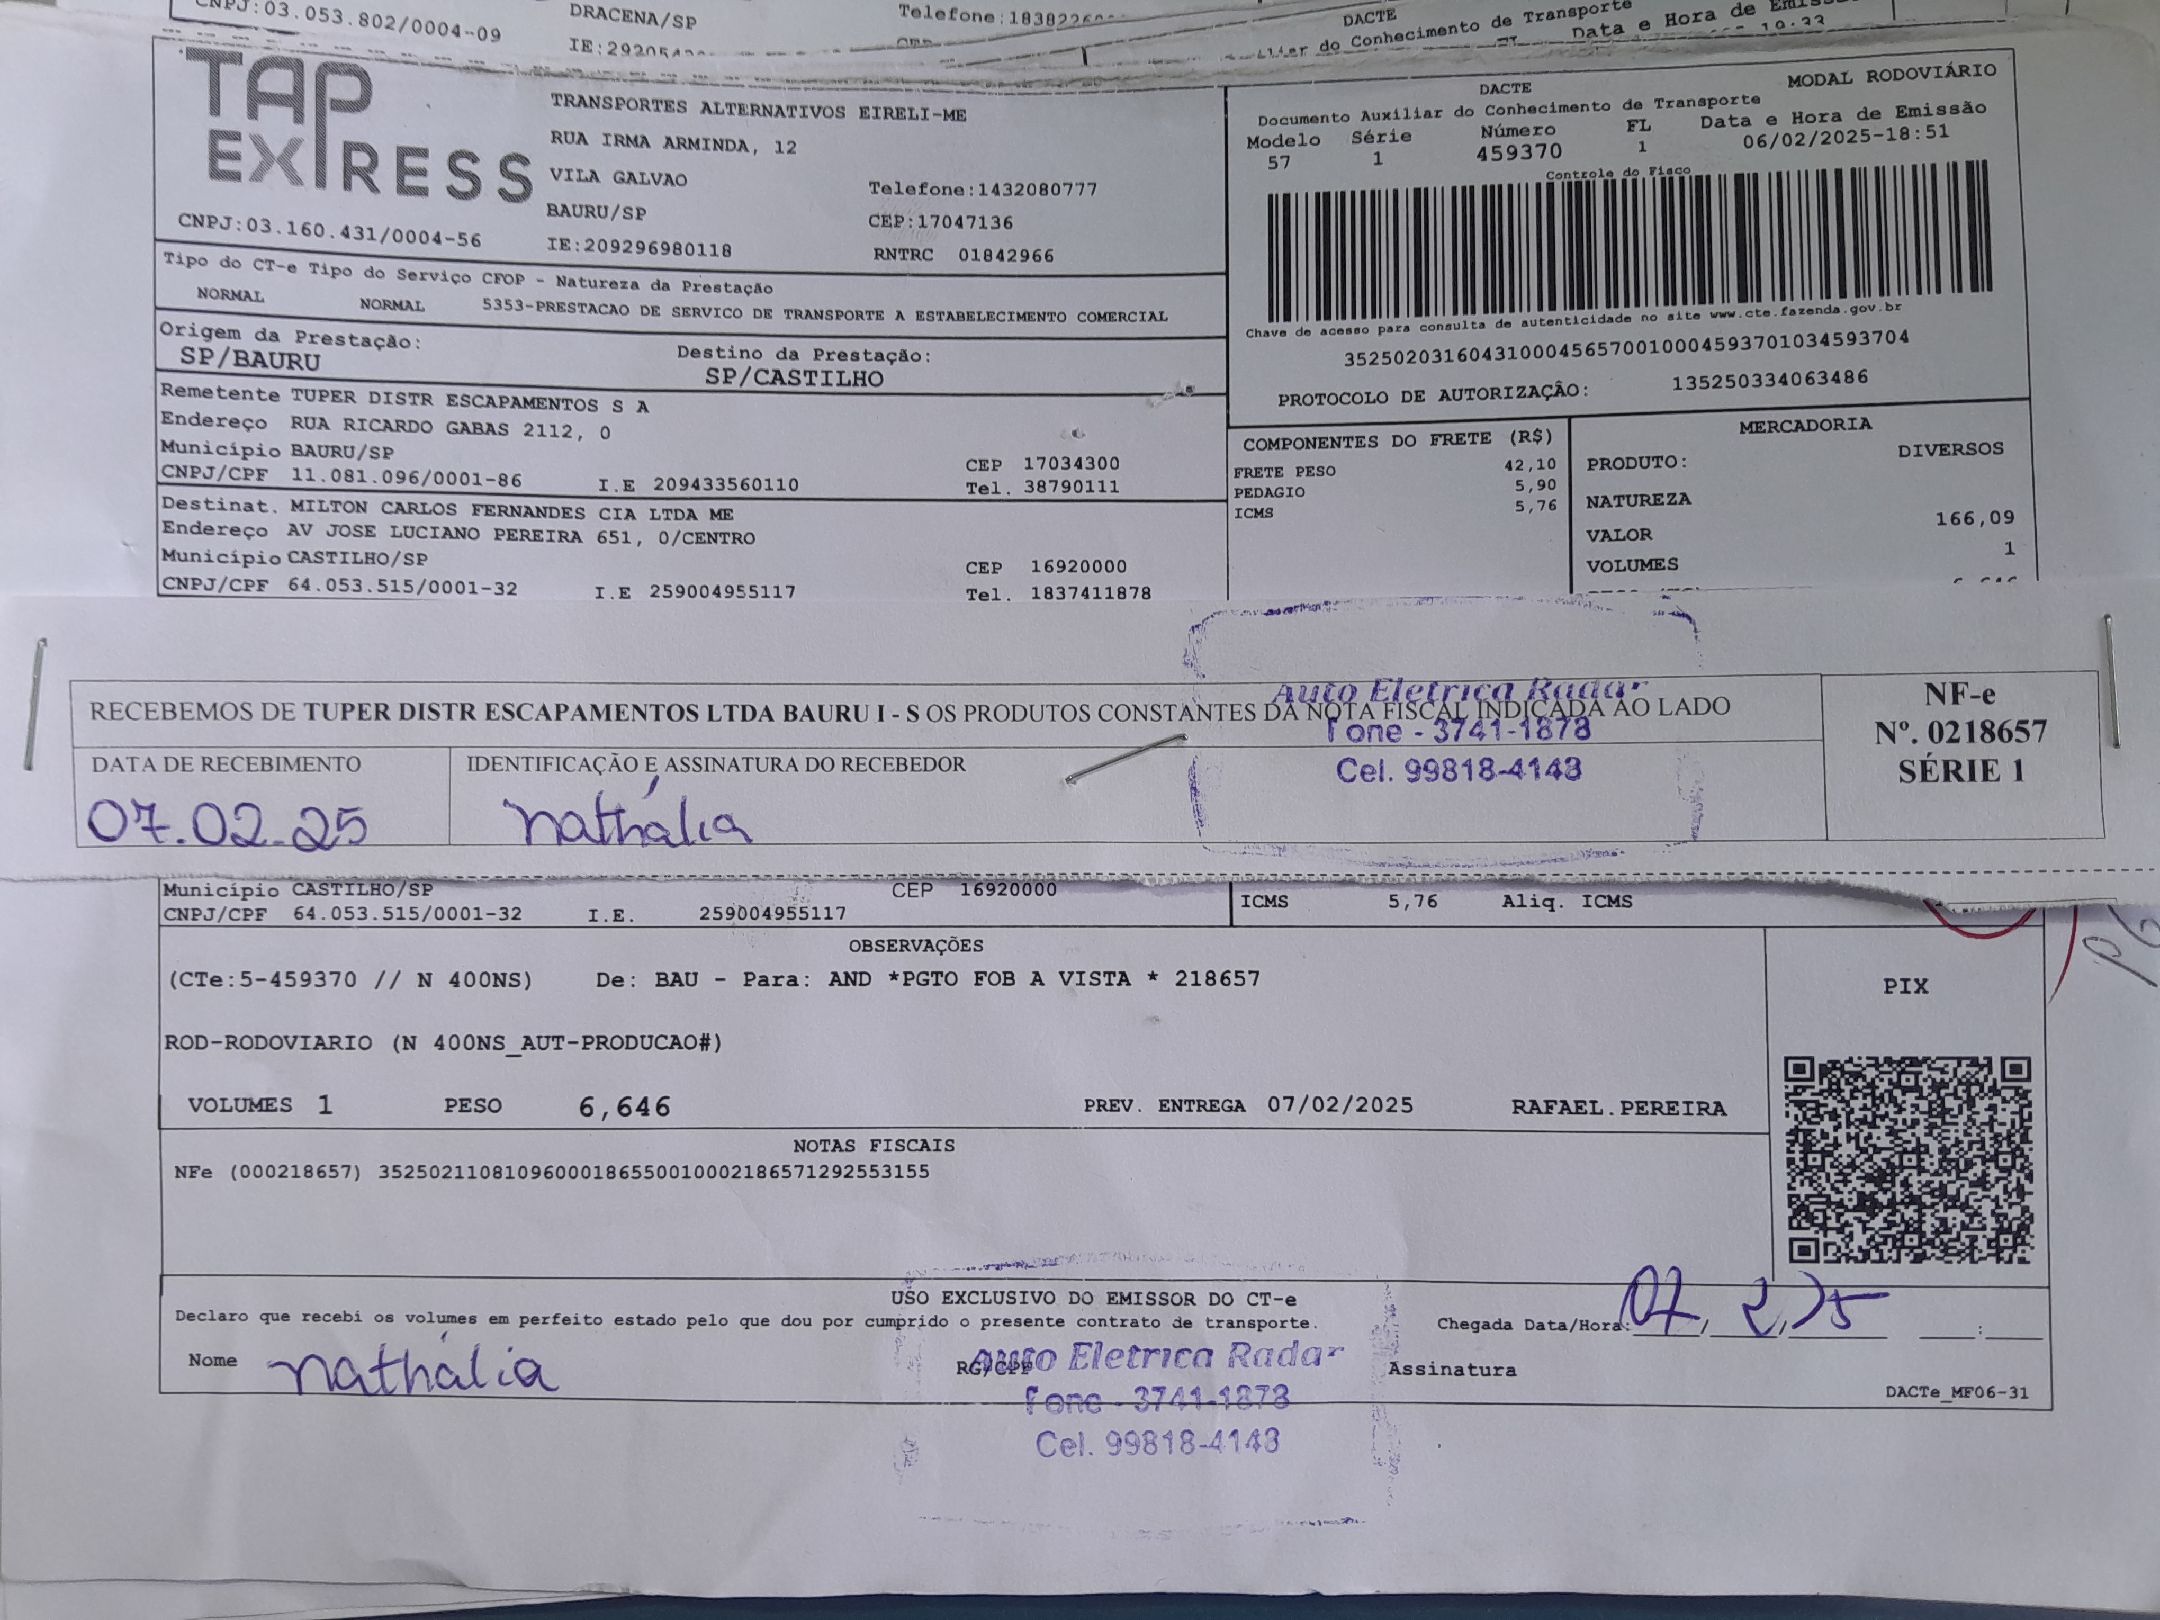 CNPJ:03.053.802/0004-09
DRACENA/SP
DACTE
do Conhecimento de Transporte
Data e Hora de
TAP EXPRESS
CNPJ:03.160.431/0004-56
TRANSPORTES ALTERNATIVOS EIRELI-ME
RUA IRMA ARMINDA, 12
VILA GALVAO
BAURU/SP
IE:209296980118
Telefone:1432080777
CEP:17047136
RNTRC 01842966
DACTE
MODAL RODOVIÁRIO
Documento Auxiliar do Conhecimento de Transporte
Modelo Série Número FL Data e Hora de Emissão
57 1 459370 1 06/02/2025-18:51
Controle do Fisco
Chave de acesso para consulta de autenticidade no site www.cte.fazenda.gov.br
35250203160431000456570010004593701034593704
PROTOCOLO DE AUTORIZAÇÃO: 135250334063486
Tipo do CT-e Tipo do Serviço CFOP - Natureza da Prestação
NORMAL NORMAL 5353-PRESTACAO DE SERVICO DE TRANSPORTE A ESTABELECIMENTO COMERCIAL
Origem da Prestação:
SP/BAURU
Destino da Prestação:
SP/CASTILHO
Remetente TUPER DISTR ESCAPAMENTOS S A
Endereço RUA RICARDO GABAS 2112, 0
Município BAURU/SP CEP 17034300
CNPJ/CPF 11.081.096/0001-86 I.E 209433560110 Tel. 38790111
Destinat. MILTON CARLOS FERNANDES CIA LTDA ME
Endereço AV JOSE LUCIANO PEREIRA 651, 0/CENTRO
Município CASTILHO/SP CEP 16920000
CNPJ/CPF 64.053.515/0001-32 I.E 259004955117 Tel. 1837411878
COMPONENTES DO FRETE (R$)
FRETE PESO 42,10
PEDAGIO 5,90
ICMS 5,76
MERCADORIA
PRODUTO: DIVERSOS
NATUREZA
VALOR 166,09
VOLUMES 1
RECEBEMOS DE TUPER DISTR ESCAPAMENTOS LTDA BAURU I - S OS PRODUTOS CONSTANTES DA NOTA FISCAL INDICADA AO LADO
DATA DE RECEBIMENTO
07.02.25
IDENTIFICAÇÃO E ASSINATURA DO RECEBEDOR
Nathália
Auto Eletrica Radar
Fone - 3741-1878
Cel. 99818-4143
NF-e
Nº. 0218657
SÉRIE 1
Município CASTILHO/SP CEP 16920000
CNPJ/CPF 64.053.515/0001-32 I.E. 259004955117
ICMS 5,76 Aliq. ICMS
OBSERVAÇÕES
(CTe:5-459370 // N 400NS) De: BAU - Para: AND *PGTO FOB A VISTA * 218657
ROD-RODOVIARIO (N 400NS_AUT-PRODUCAO#)
VOLUMES 1 PESO 6,646 PREV. ENTREGA 07/02/2025 RAFAEL.PEREIRA
PIX
NOTAS FISCAIS
NFe (000218657) 35250211081096000186550010002186571292553155
USO EXCLUSIVO DO EMISSOR DO CT-e
Declaro que recebi os volumes em perfeito estado pelo que dou por cumprido o presente contrato de transporte.
Chegada Data/Hora: 07, 2, 25
Nome Nathália RG/CPF Assinatura
Auto Eletrica Radar
Fone - 3741-1878
Cel. 99818-4143
DACTe_MF06-31